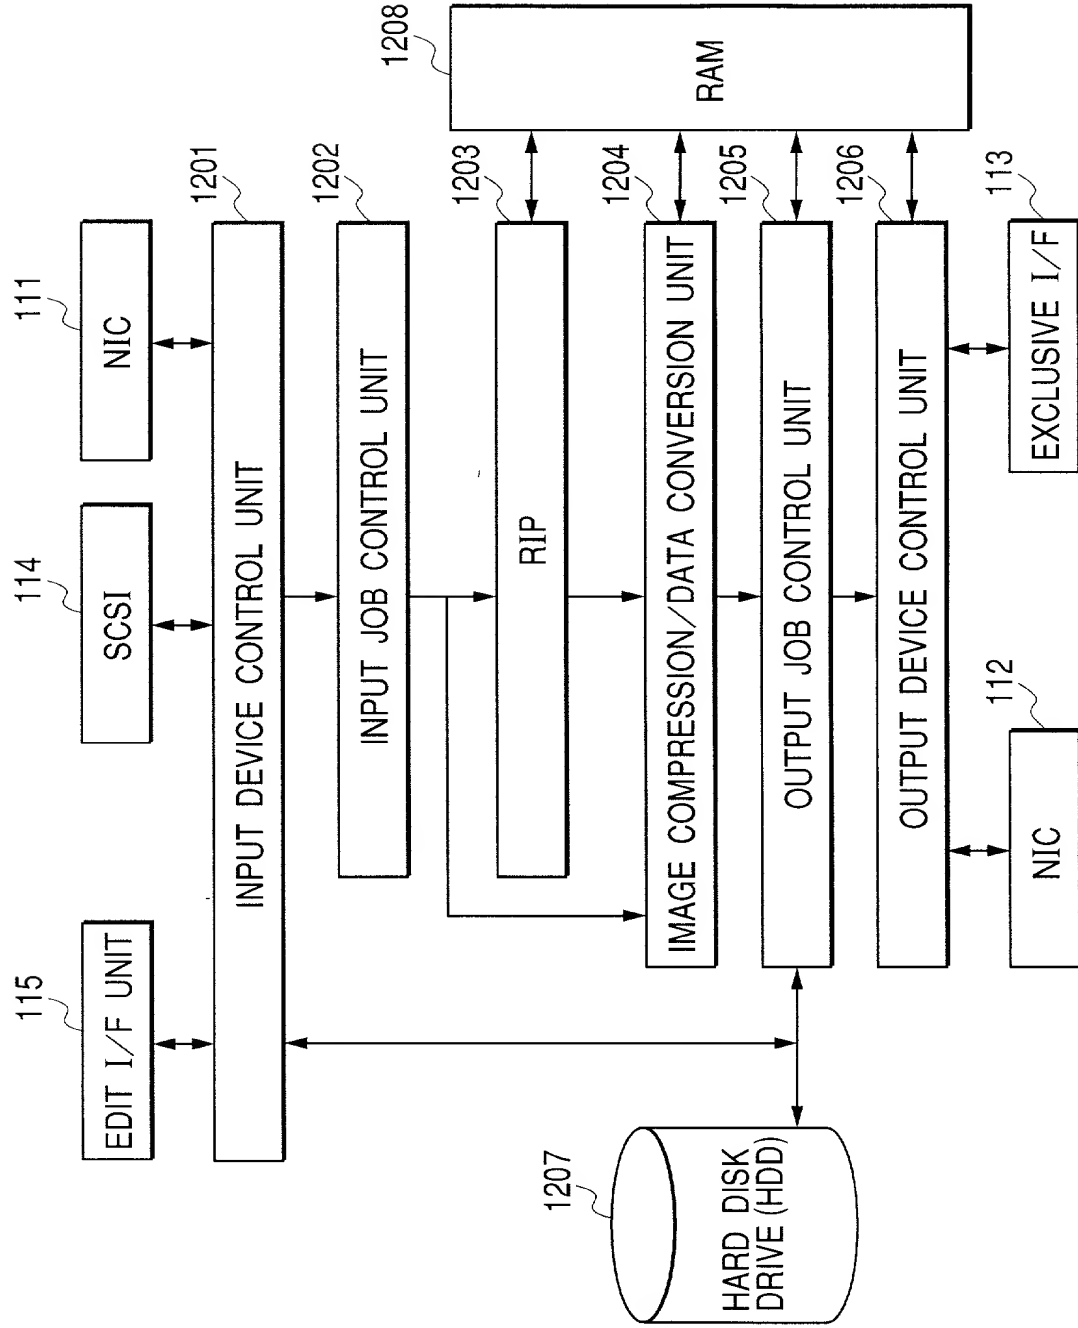 115
EDIT I/F UNIT
114
SCSI
111
NIC
1201
INPUT DEVICE CONTROL UNIT
1202
INPUT JOB CONTROL UNIT
1203
RIP
1204
IMAGE COMPRESSION/DATA CONVERSION UNIT
1205
OUTPUT JOB CONTROL UNIT
1206
OUTPUT DEVICE CONTROL UNIT
1207
HARD DISK
DRIVE (HDD)
1208
RAM
112
NIC
113
EXCLUSIVE I/F